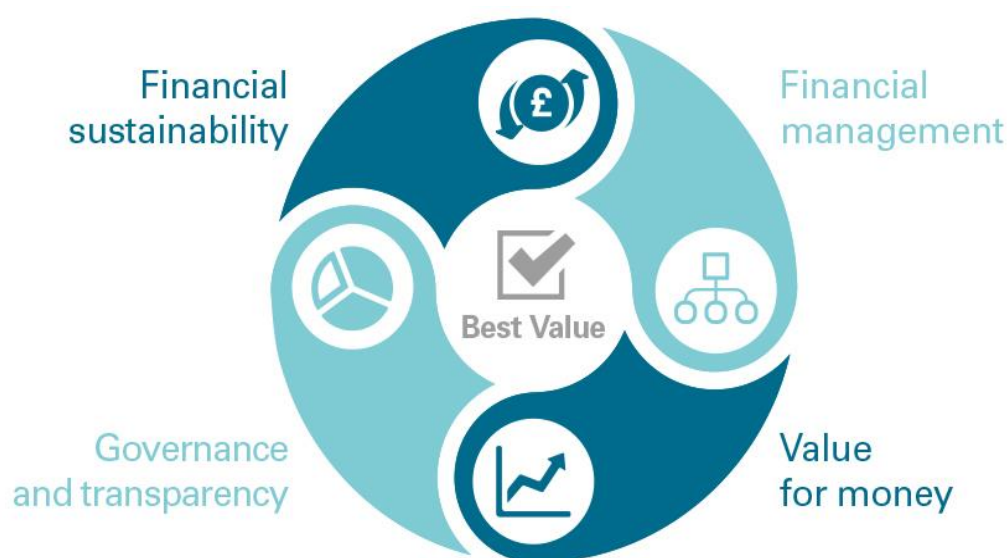 Financial
sustainability
Financial
management
£
Best Value
Governance
and transparency
Value
for money